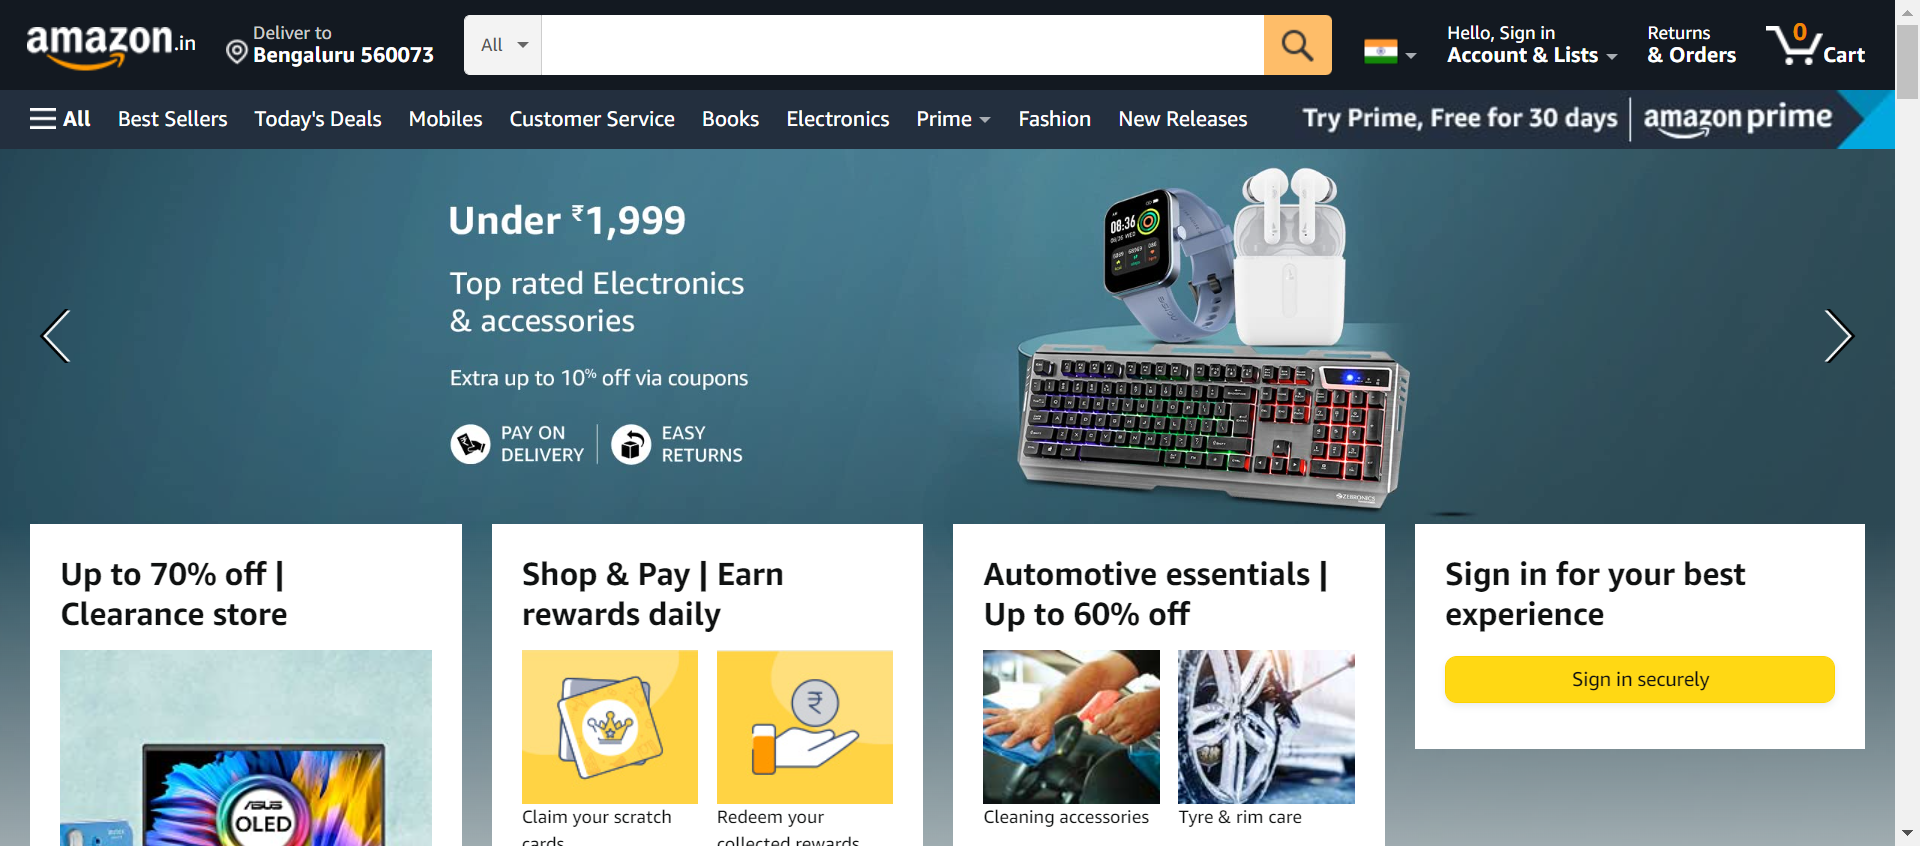 amazon.in
Deliver to
Bengaluru 560073
All
Hello, Sign in
Account & Lists
Returns
& Orders
0
Cart
All
Best Sellers
Today's Deals
Mobiles
Customer Service
Books
Electronics
Prime
Fashion
New Releases
Try Prime, Free for 30 days
amazon prime
Under ₹1,999
Top rated Electronics
& accessories
Extra up to 10% off via coupons
PAY ON
DELIVERY
EASY
RETURNS
08:36
ZEBRONICS
Up to 70% off |
Clearance store
ASUS
OLED
Shop & Pay | Earn
rewards daily
₹
Claim your scratch
cards
Redeem your
collected rewards
Automotive essentials |
Up to 60% off
Cleaning accessories
Tyre & rim care
Sign in for your best
experience
Sign in securely